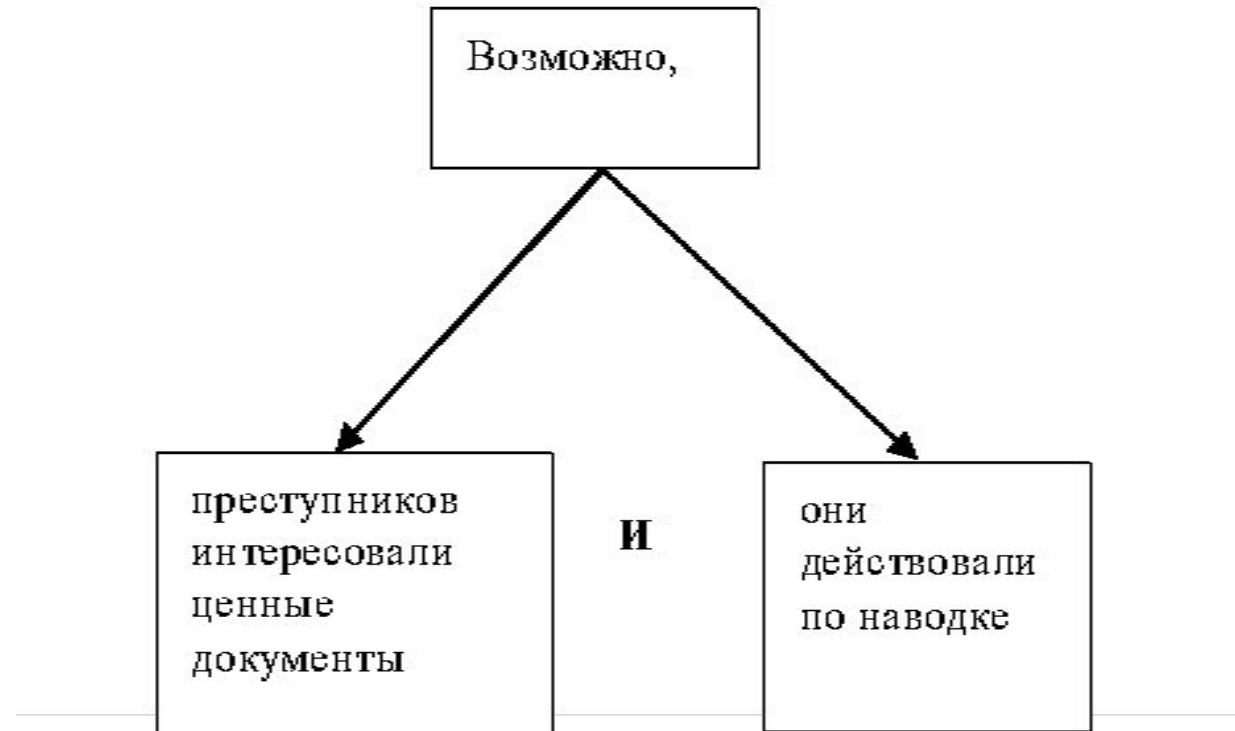 Возможно,
преступников
интересовали
ценные
документы
и
они
действовали
по наводке